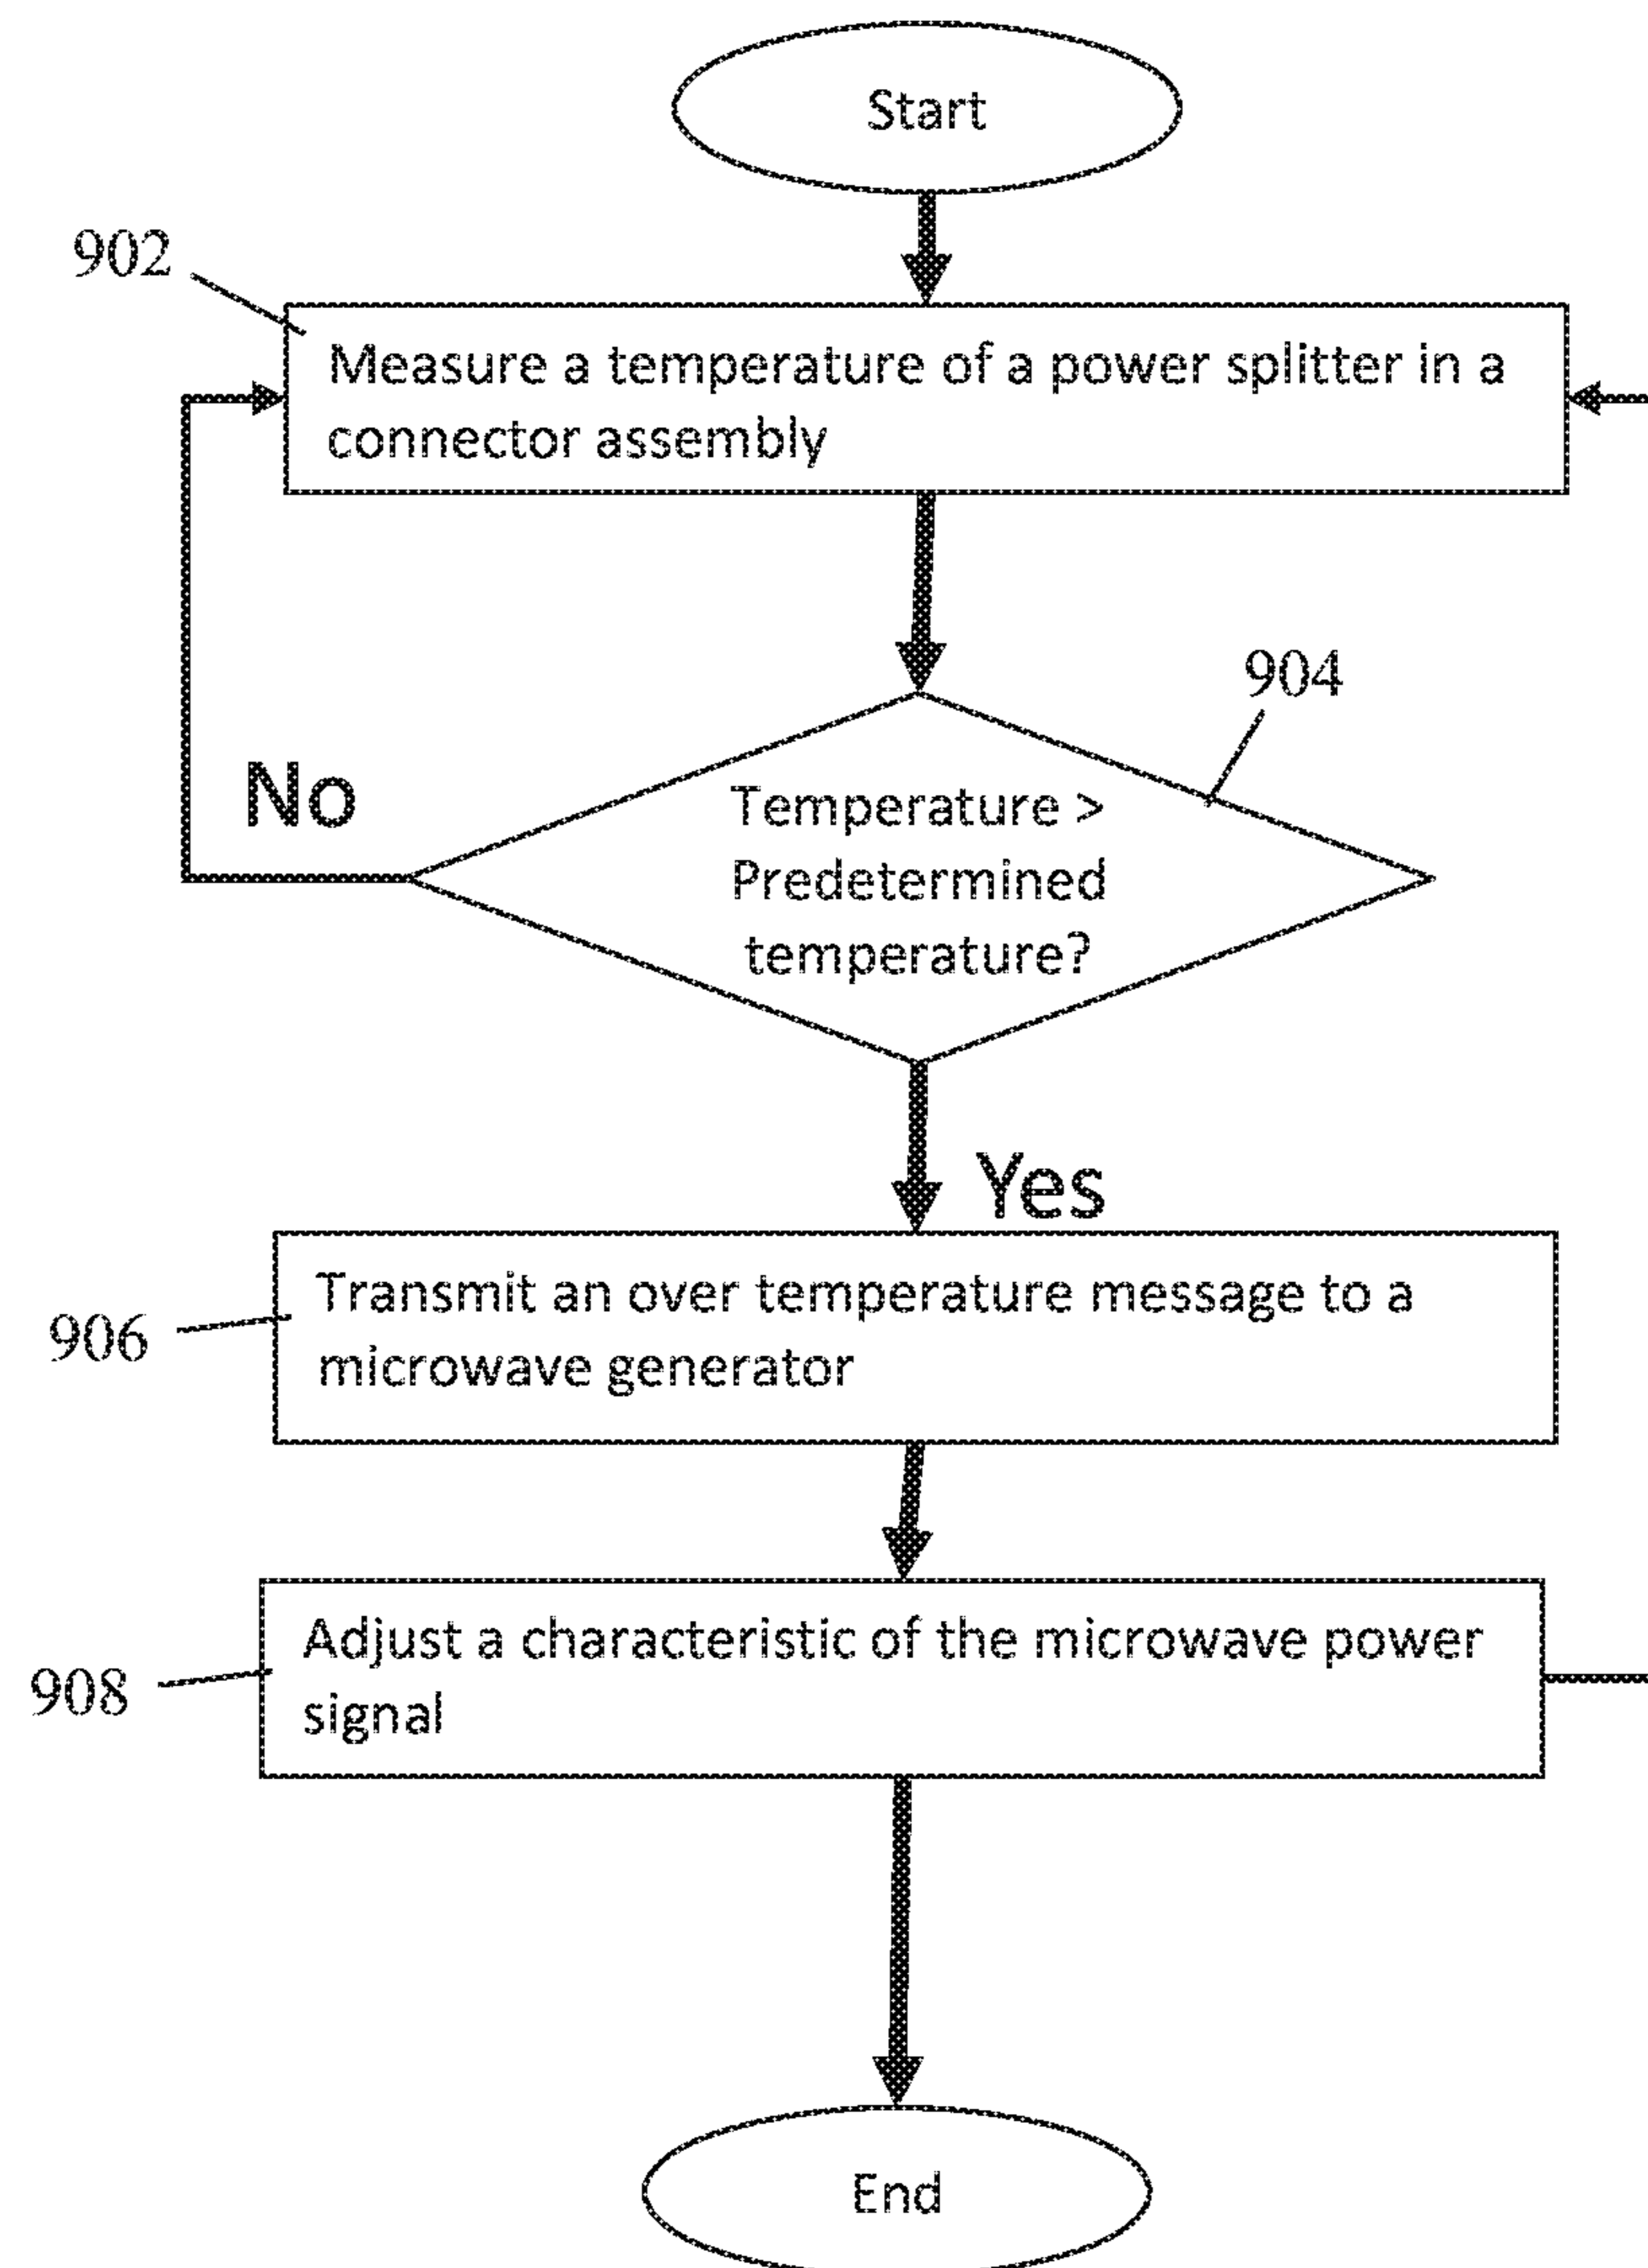 Start
902
Measure a temperature of a power splitter in a
connector assembly
904
No
Temperature >
Predetermined
temperature?
Yes
Transmit an over temperature message to a
microwave generator
906
Adjust a characteristic of the microwave power
signal
908
End